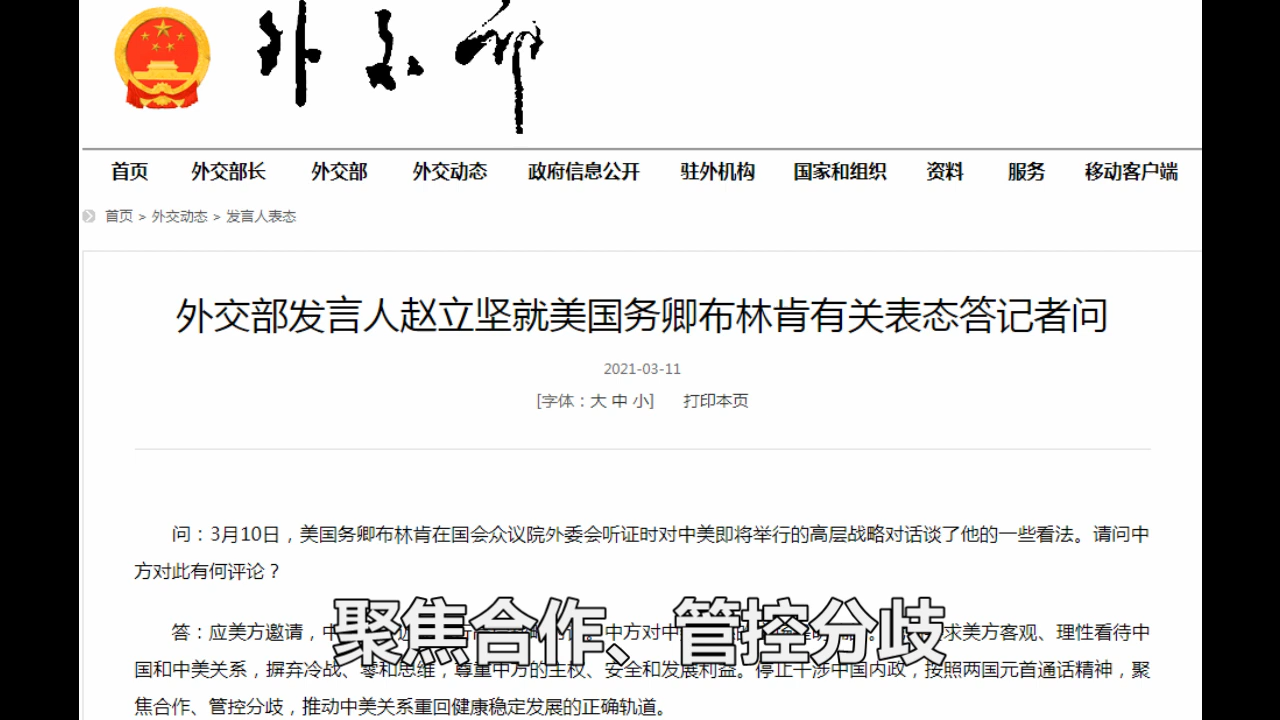 外交部
首页 外交部长 外交部 外交动态 政府信息公开 驻外机构 国家和组织 资料 服务 移动客户端
首页 > 外交动态 > 发言人表态
外交部发言人赵立坚就美国务卿布林肯有关表态答记者问
2021-03-11
[字体：大 中 小] 打印本页
问：3月10日，美国务卿布林肯在国会众议院外委会听证时对中美即将举行的高层战略对话谈了他的一些看法。请问中
方对此有何评论？
答：应美方邀请，中 中方对中 求美方客观、理性看待中
聚焦合作、管控分歧
国和中美关系，摒弃冷战、零和思维，尊重中方的主权、安全和发展利益。停止干涉中国内政，按照两国元首通话精神，聚
焦合作、管控分歧，推动中美关系重回健康稳定发展的正确轨道。